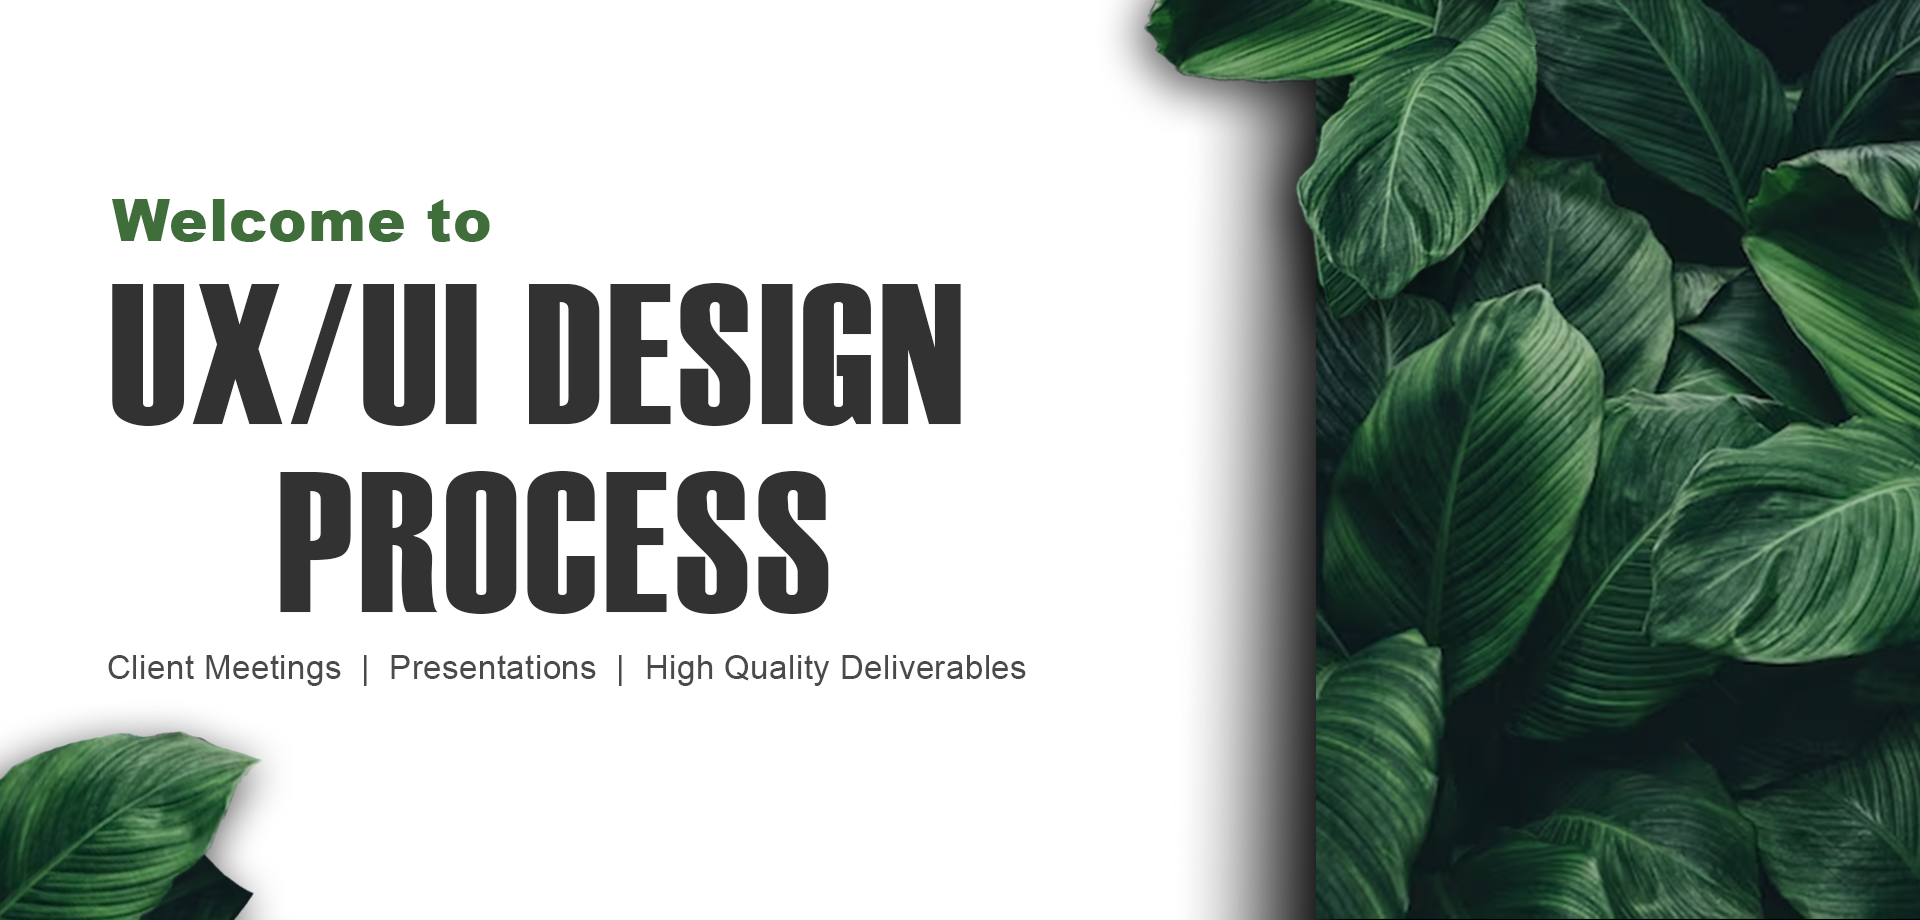 Welcome to
UX/UI DESIGN
PROCESS
Client Meetings | Presentations | High Quality Deliverables